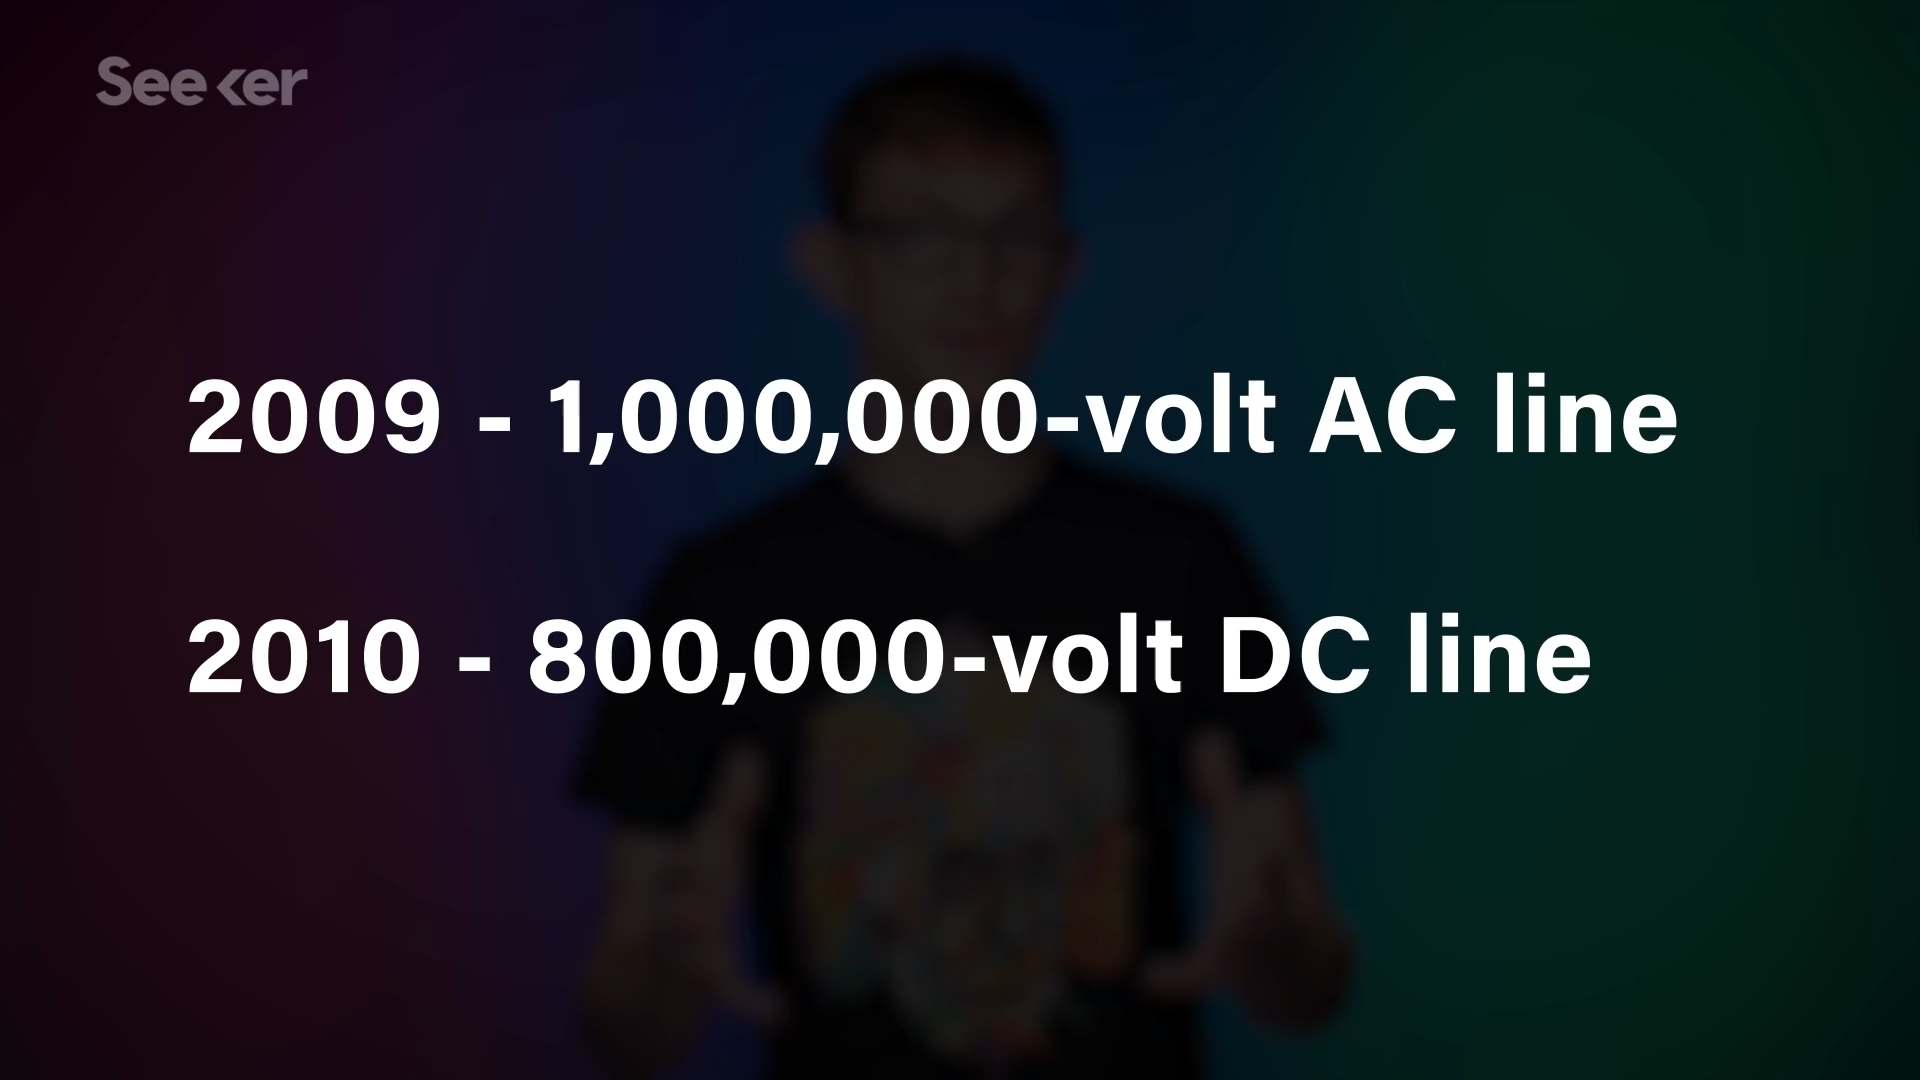 Seeker
2009 - 1,000,000-volt AC line
2010 - 800,000-volt DC line